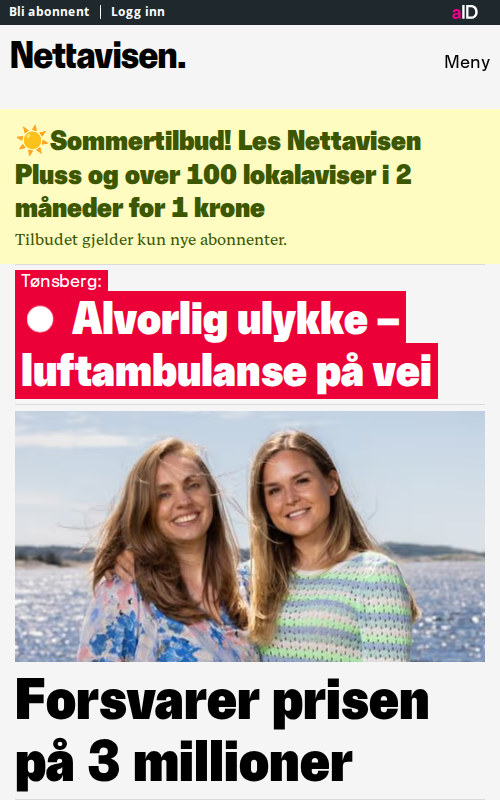 Bli abonnent | Logg inn
aID
Nettavisen.
Meny
☀️Sommertilbud! Les Nettavisen
Pluss og over 100 lokalaviser i 2
måneder for 1 krone
Tilbudet gjelder kun nye abonnenter.
Tønsberg:
Alvorlig ulykke –
luftambulanse på vei
Forsvarer prisen
på 3 millioner